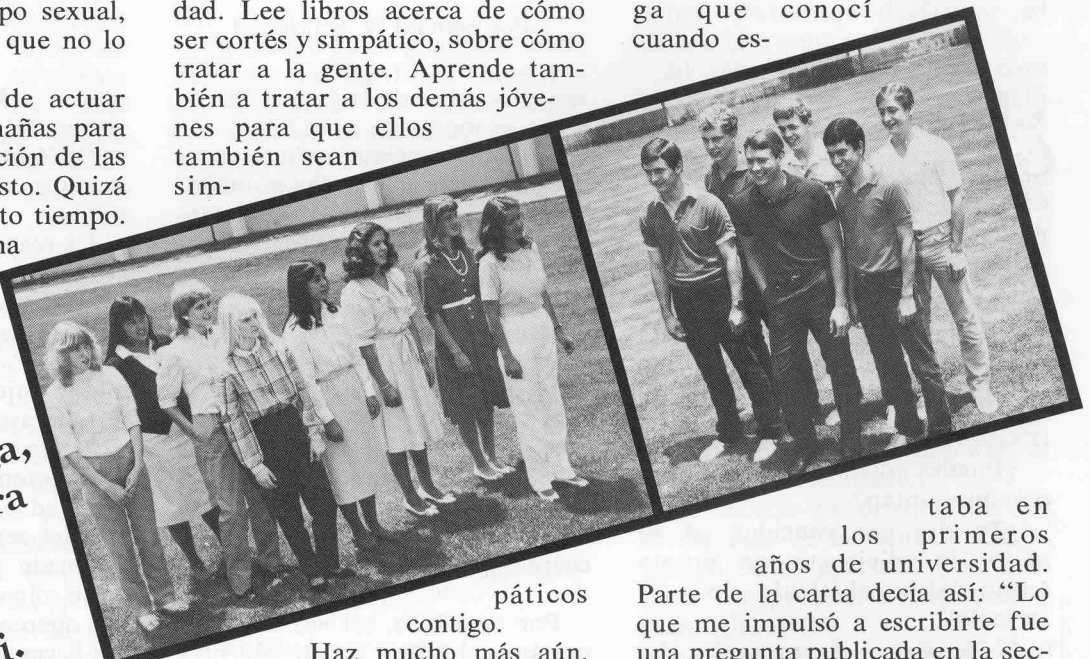 po sexual,
que no lo
de actuar
mañas para
ción de las
sto. Quizá
to tiempo.
na
a,
ra
i.
dad. Lee libros acerca de cómo
ser cortés y simpático, sobre cómo
tratar a la gente. Aprende tam-
bién a tratar a los demás jóve-
nes para que ellos
también sean
sim-
páticos
contigo.
Haz mucho más aún.
ga que conocí
cuando es-
taba en
los primeros
años de universidad.
Parte de la carta decía así: “Lo
que me impulsó a escribirte fue
una pregunta publicada en la sec-